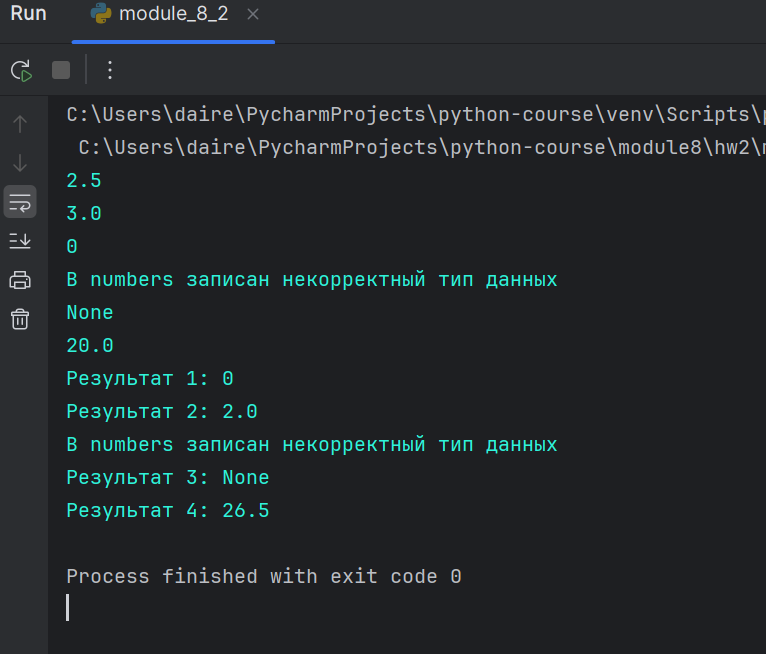 Run module_8_2
C:\Users\daire\PycharmProjects\python-course\venv\Scripts\
C:\Users\daire\PycharmProjects\python-course\module8\hw2\
2.5
3.0
0
В numbers записан некорректный тип данных
None
20.0
Результат 1: 0
Результат 2: 2.0
В numbers записан некорректный тип данных
Результат 3: None
Результат 4: 26.5
Process finished with exit code 0